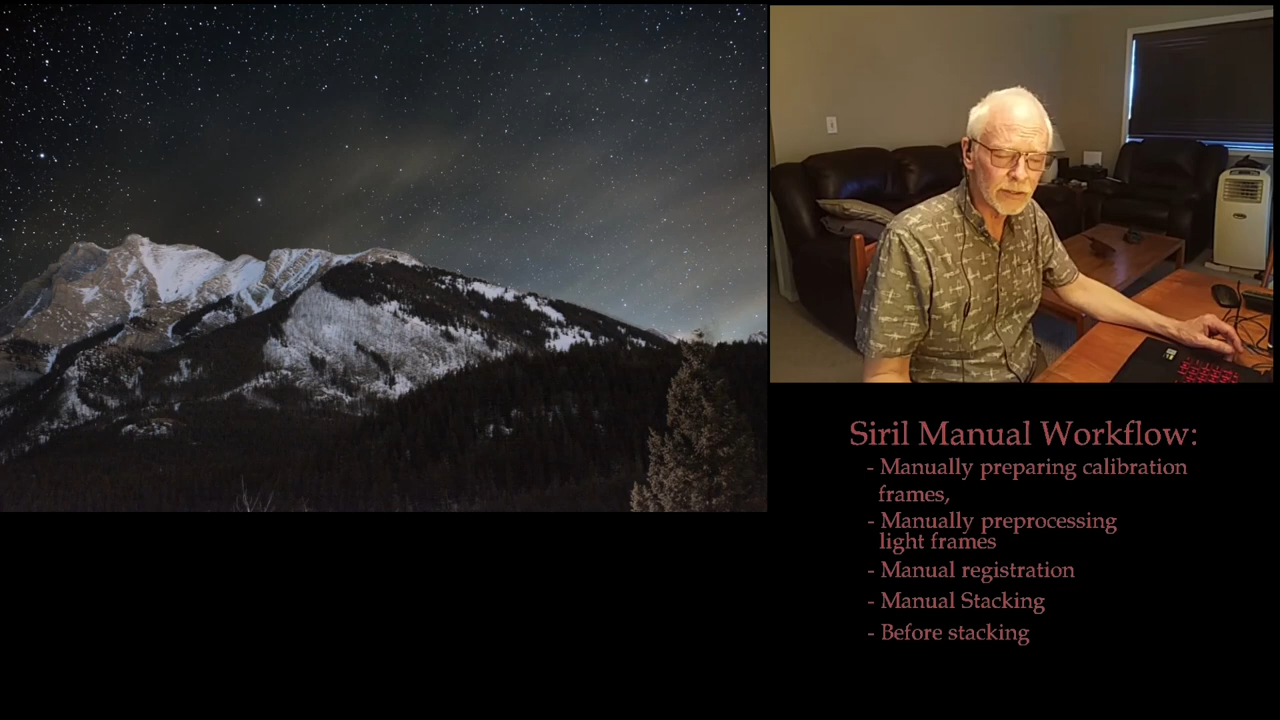 Siril Manual Workflow:
- Manually preparing calibration
frames,
- Manually preprocessing
light frames
- Manual registration
- Manual Stacking
- Before stacking